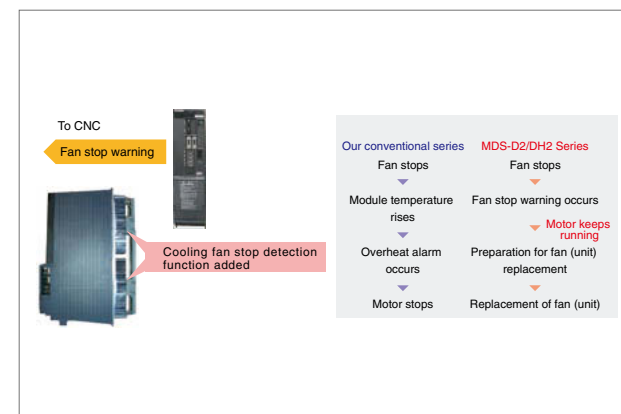 To CNC
Fan stop warning
Cooling fan stop detection
function added
Our conventional series
Fan stops
Module temperature
rises
Overheat alarm
occurs
Motor stops
MDS-D2/DH2 Series
Fan stops
Fan stop warning occurs
Motor keeps
running
Preparation for fan (unit)
replacement
Replacement of fan (unit)